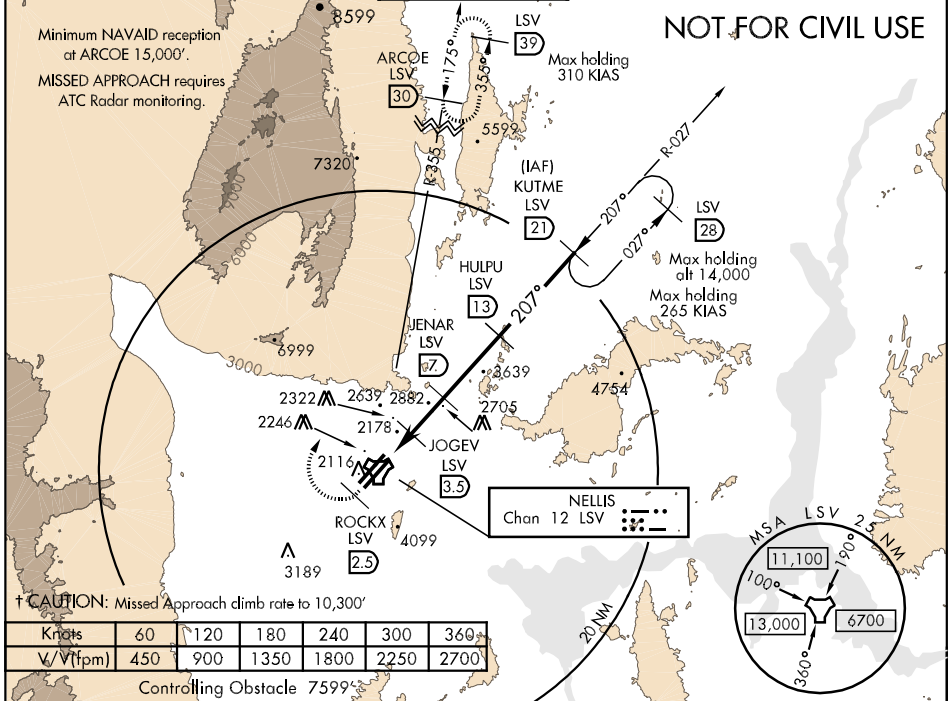 8599
Minimum NAVAID reception
at ARCOE 15,000'.
MISSED APPROACH requires
ATC Radar monitoring.
NOT FOR CIVIL USE
LSV
39
Max holding
310 KIAS
175°
355°
ARCOE
LSV
30
5599
7320
R-355
9000
6000
R-027
(IAF)
KUTME
LSV
21
207°
027°
LSV
28
Max holding
alt 14,000
Max holding
265 KIAS
HULPU
LSV
13
207°
JENAR
LSV
7
6999
3000
3639
4754
2322
2639
2882
2705
2246
2178
JOGEV
LSV
3.5
2116
NELLIS
Chan 12 LSV
ROCKX
LSV
2.5
4099
3189
20 NM
MSA LSV 25 NM
11,100
190°
100°
13,000
6700
360°
† CAUTION: Missed Approach climb rate to 10,300'
Knots 60 120 180 240 300 360
V/V(fpm) 450 900 1350 1800 2250 2700
Controlling Obstacle 7599'